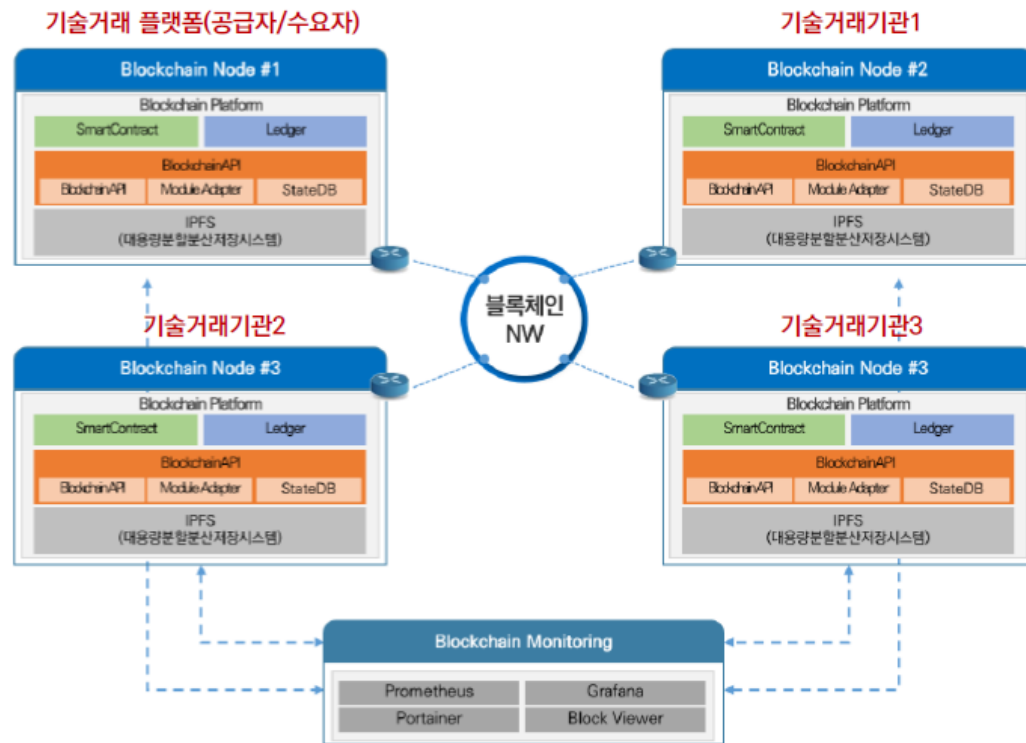 기술거래 플랫폼(공급자/수요자)
Blockchain Node #1
Blockchain Platform
SmartContract
Ledger
BlockchainAPI
BlockchainAPI
Module Adapter
StateDB
IPFS
(대용량분할분산저장시스템)
기술거래기관1
Blockchain Node #2
Blockchain Platform
SmartContract
Ledger
BlockchainAPI
BlockchainAPI
Module Adapter
StateDB
IPFS
(대용량분할분산저장시스템)
블록체인
NW
기술거래기관2
Blockchain Node #3
Blockchain Platform
SmartContract
Ledger
BlockchainAPI
BlockchainAPI
Module Adapter
StateDB
IPFS
(대용량분할분산저장시스템)
기술거래기관3
Blockchain Node #3
Blockchain Platform
SmartContract
Ledger
BlockchainAPI
BlockchainAPI
Module Adapter
StateDB
IPFS
(대용량분할분산저장시스템)
Blockchain Monitoring
Prometheus
Grafana
Portainer
Block Viewer